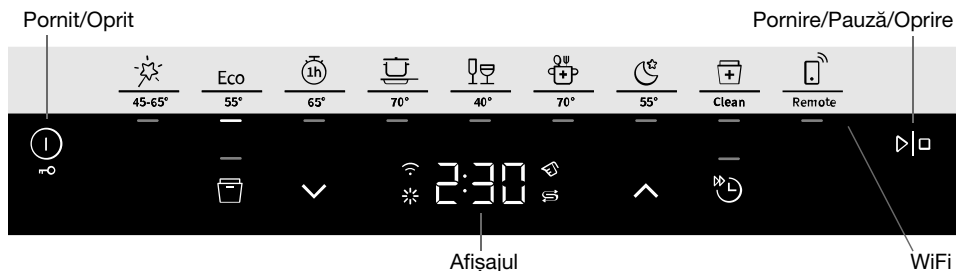 Pornit/Oprit Pornire/Pauză/Oprire
Eco 1h
45-65° 55° 65° 70° 40° 70° 55° Clean Remote
2:30
Afișajul WiFi